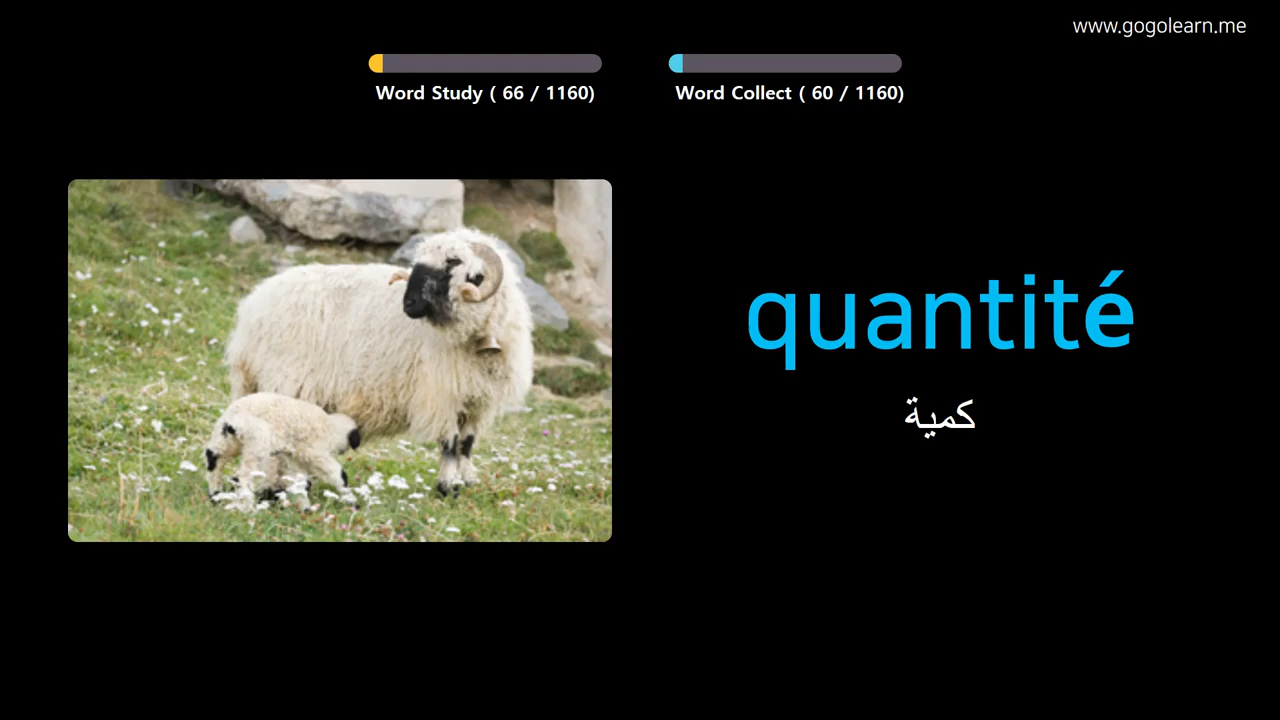 www.gogolearn.me
Word Study ( 66 / 1160)
Word Collect ( 60 / 1160)
quantité
كمية